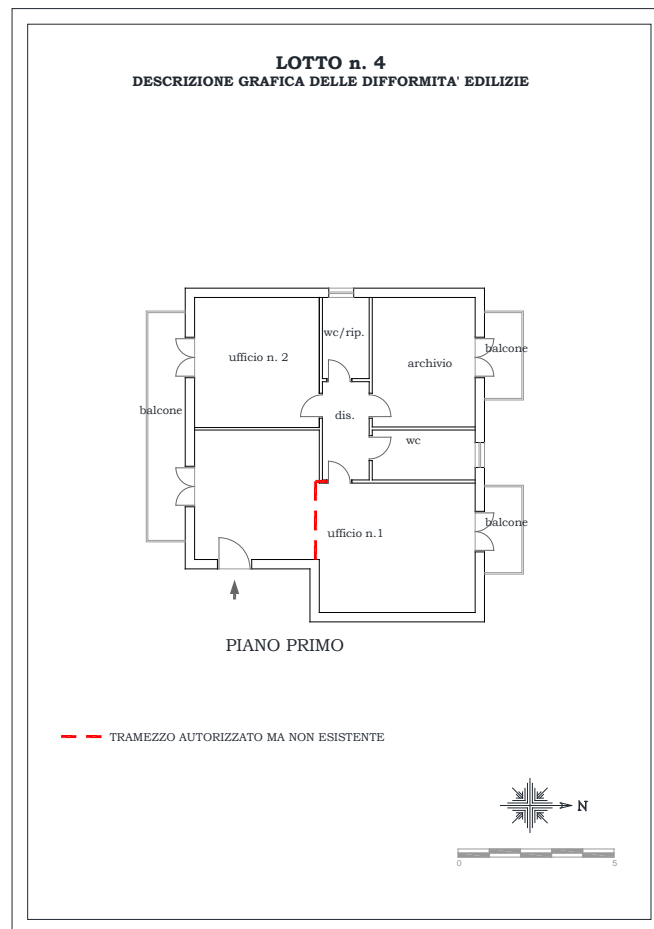 LOTTO n. 4
DESCRIZIONE GRAFICA DELLE DIFFORMITA' EDILIZIE
wc/rip.
ufficio n. 2
archivio
balcone
balcone
dis.
wc
balcone
ufficio n.1
PIANO PRIMO
TRAMEZZO AUTORIZZATO MA NON ESISTENTE
N
0 5